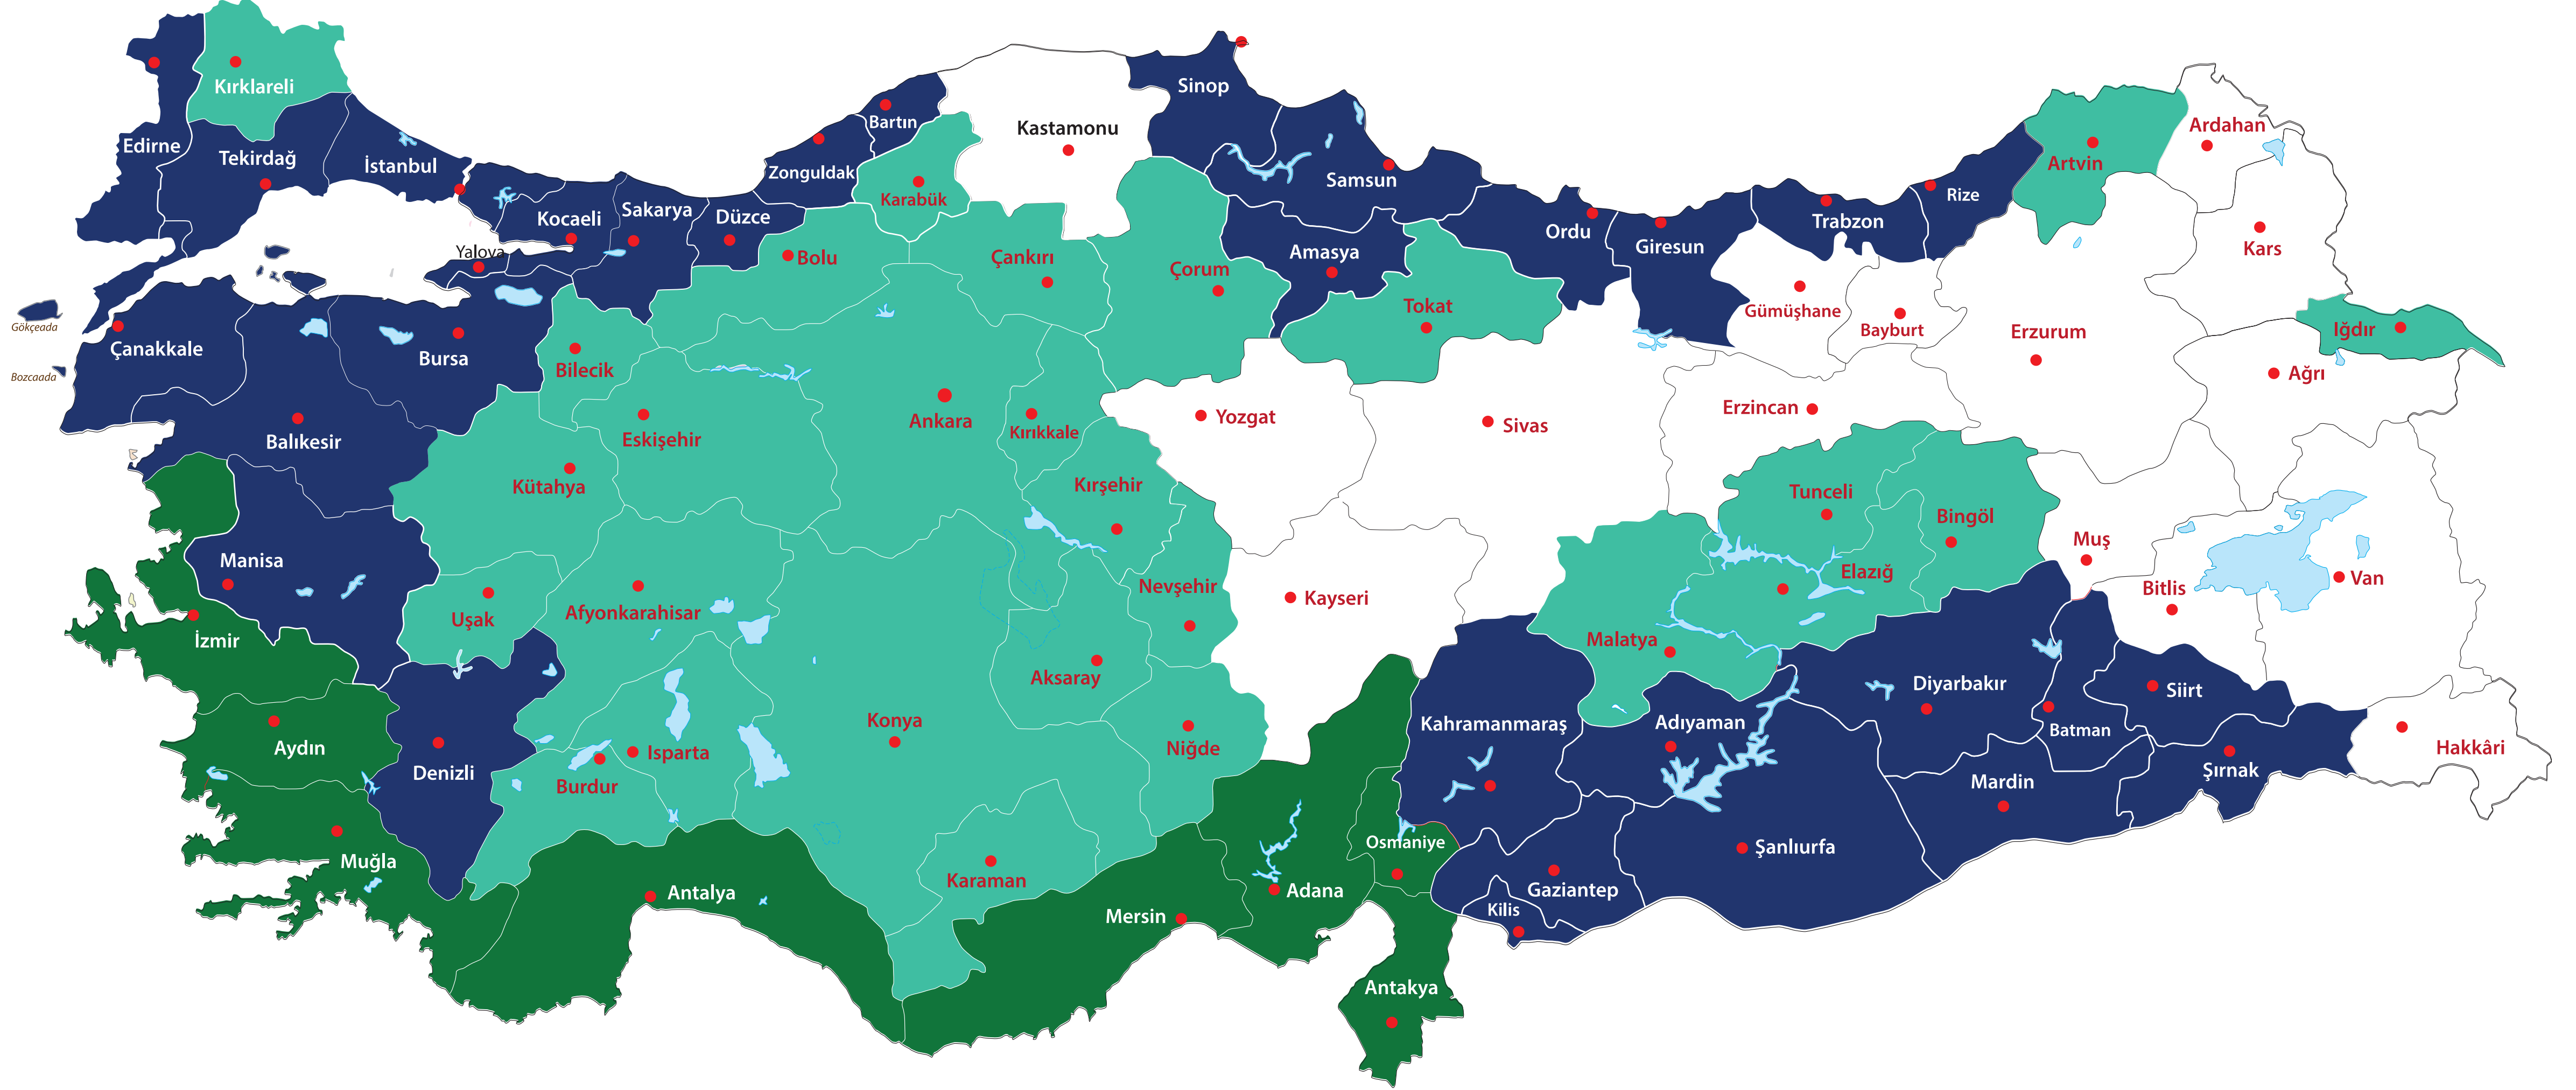 Kırklareli
Edirne
Tekirdağ
İstanbul
Kocaeli
Sakarya
Düzce
Yalova
Zonguldak
Bartın
Karabük
Kastamonu
Sinop
Samsun
Bolu
Çankırı
Çorum
Amasya
Tokat
Ordu
Giresun
Trabzon
Rize
Artvin
Ardahan
Kars
Gümüşhane
Bayburt
Erzurum
Iğdır
Ağrı
Gökçeada
Bozcaada
Çanakkale
Bursa
Bilecik
Balıkesir
Eskişehir
Kütahya
Ankara
Kırıkkale
Kırşehir
Yozgat
Sivas
Erzincan
Tunceli
Bingöl
Elazığ
Muş
Bitlis
Van
Manisa
İzmir
Uşak
Afyonkarahisar
Nevşehir
Aksaray
Kayseri
Malatya
Aydın
Denizli
Burdur
Isparta
Konya
Niğde
Kahramanmaraş
Adıyaman
Diyarbakır
Batman
Siirt
Şırnak
Hakkâri
Mardin
Muğla
Antalya
Karaman
Mersin
Adana
Osmaniye
Gaziantep
Kilis
Şanlıurfa
Antakya